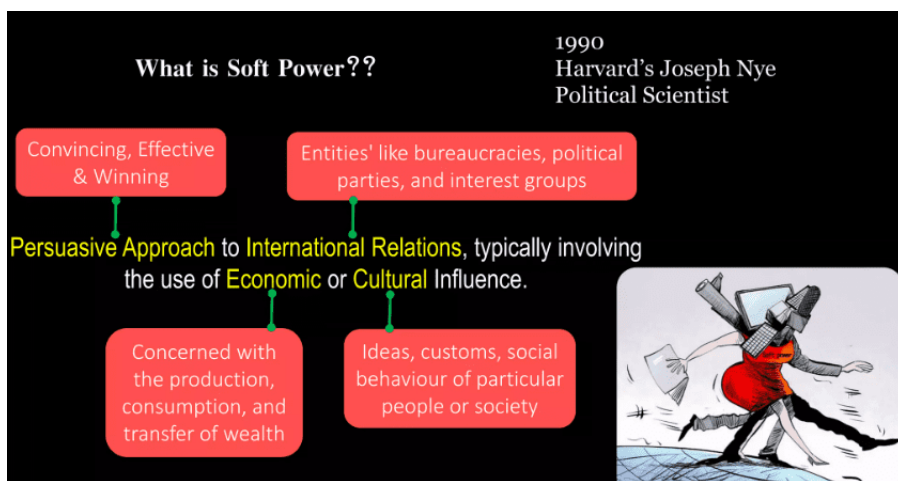 What is Soft Power??
1990
Harvard's Joseph Nye
Political Scientist
Convincing, Effective
& Winning
Entities' like bureaucracies, political
parties, and interest groups
Persuasive Approach to International Relations, typically involving
the use of Economic or Cultural Influence.
Concerned with
the production,
consumption, and
transfer of wealth
Ideas, customs, social
behaviour of particular
people or society
soft power